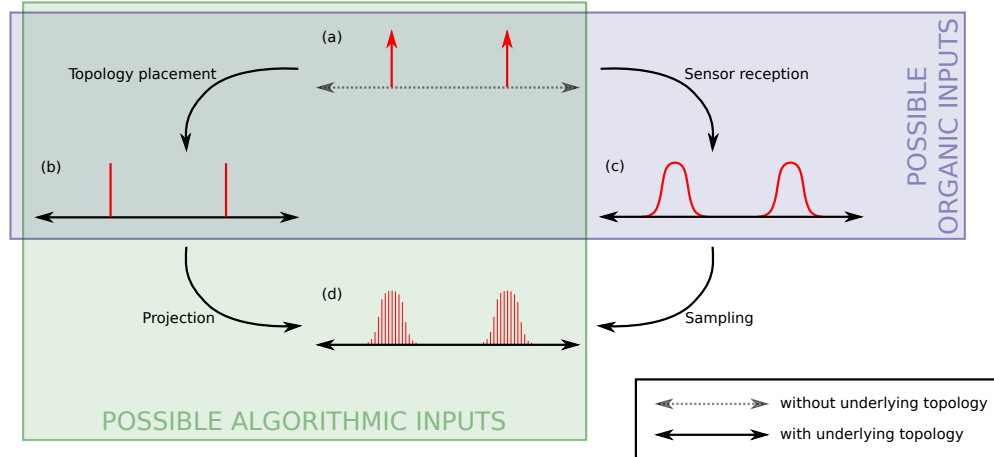 (a)
Topology placement
Sensor reception
POSSIBLE
ORGANIC INPUTS
(b)
(c)
(d)
Projection
Sampling
POSSIBLE ALGORITHMIC INPUTS
without underlying topology
with underlying topology